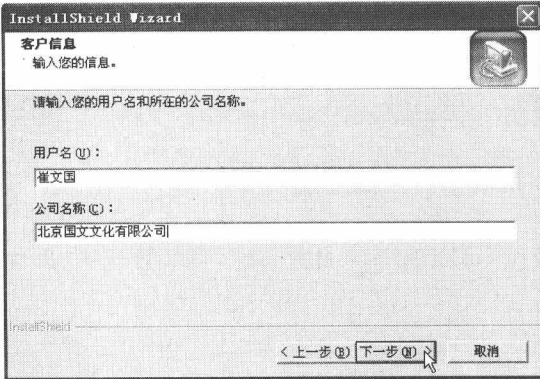 InstallShield Wizard
客户信息
输入您的信息。
请输入您的用户名和所在的公司名称。
用户名(U)：
崔文国
公司名称(C)：
北京国文文化有限公司
InstallShield
< 上一步(B) 下一步(N) > 取消